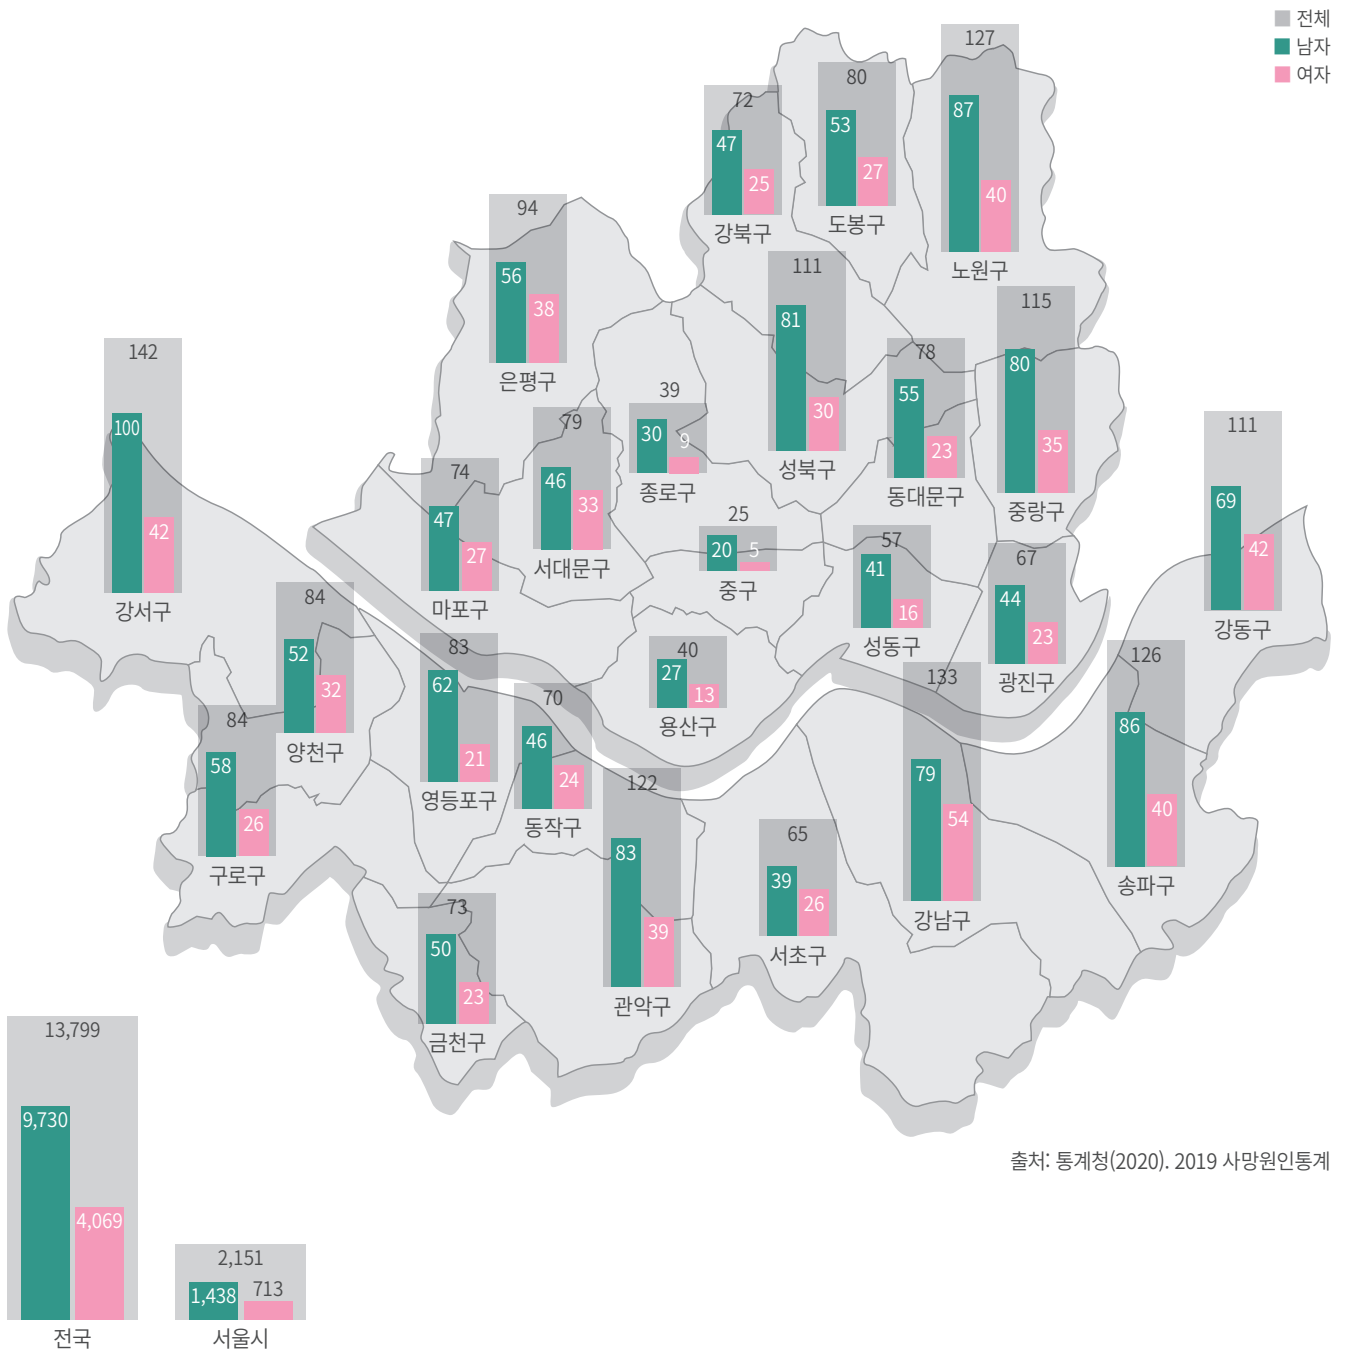 전체
남자
여자
127
87
40
노원구
80
53
27
도봉구
72
47
25
강북구
94
56
38
은평구
111
81
30
성북구
115
80
35
중랑구
142
100
42
강서구
78
55
23
동대문구
39
30
9
종로구
79
46
33
서대문구
111
69
42
강동구
74
47
27
마포구
25
20
5
중구
57
41
16
성동구
67
44
23
광진구
84
52
32
양천구
83
62
21
영등포구
40
27
13
용산구
126
86
40
송파구
133
79
54
강남구
70
46
24
동작구
84
58
26
구로구
122
83
39
관악구
65
39
26
서초구
73
50
23
금천구
13,799
9,730
4,069
전국
2,151
1,438
713
서울시
출처: 통계청(2020). 2019 사망원인통계